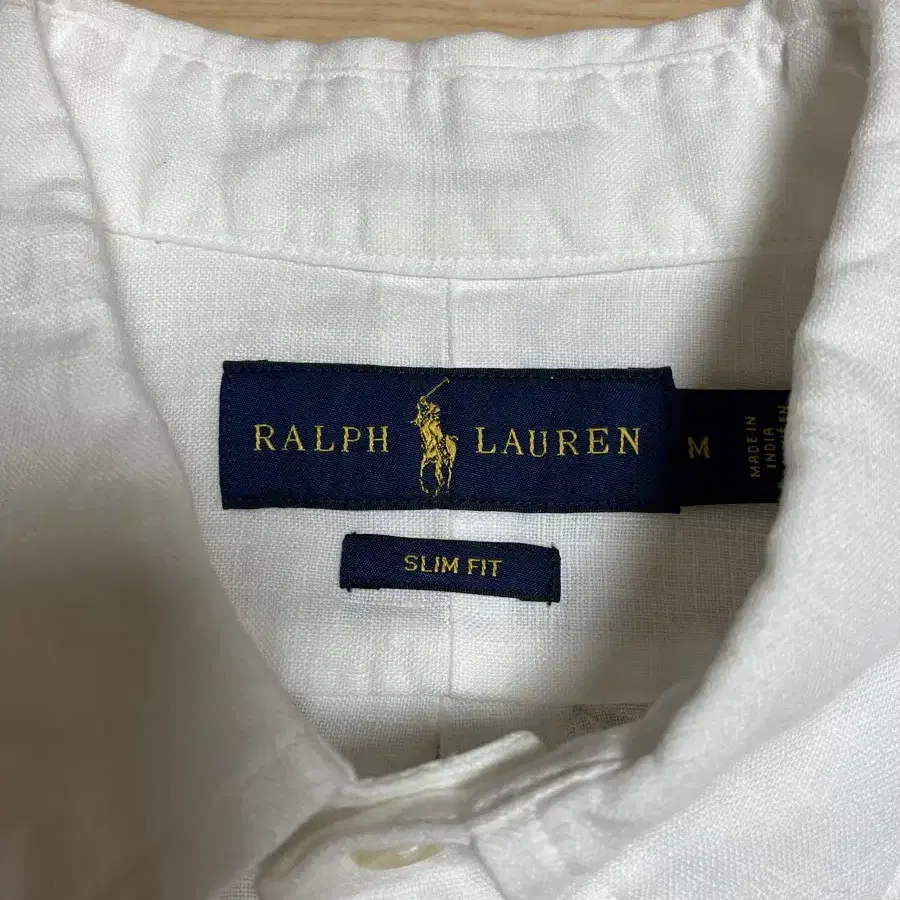 RALPH LAUREN
M
MADE IN
INDIA
SLIM FIT